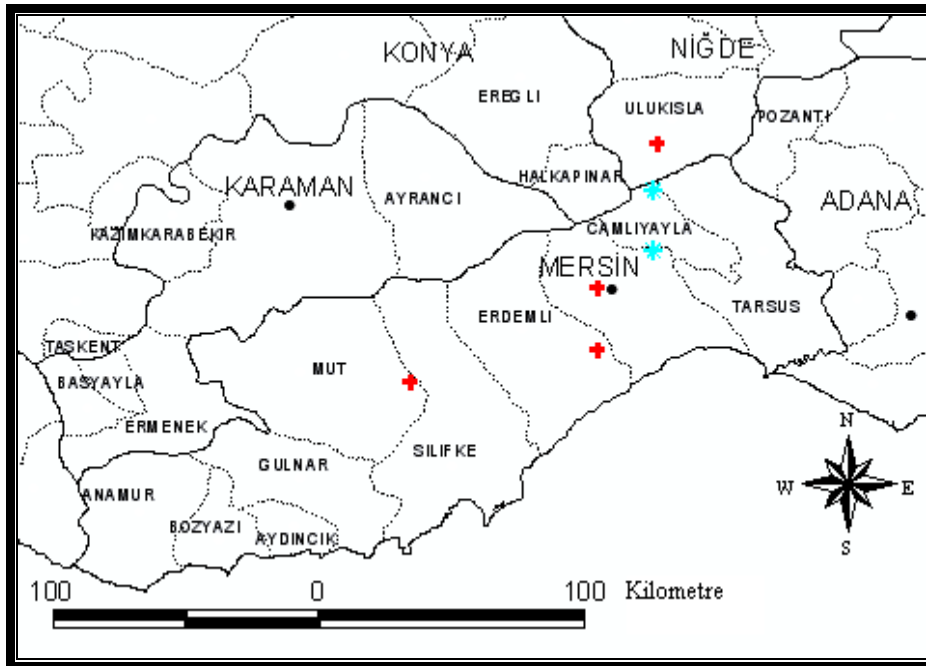 KONYA
NİĞDE
EREGLI
ULUKISLA
POZANTI
HALKAPINAR
KARAMAN
AYRANCI
ADANA
KAZIMKARABEKIR
CAMLIYAYLA
MERSİN
TARSUS
ERDEMLI
TASKENT
MUT
BASYAYLA
ERMENEK
SILIFKE
GULNAR
N
ANAMUR
W
E
BOZYAZI
AYDINCIK
S
100 0 100 Kilometre